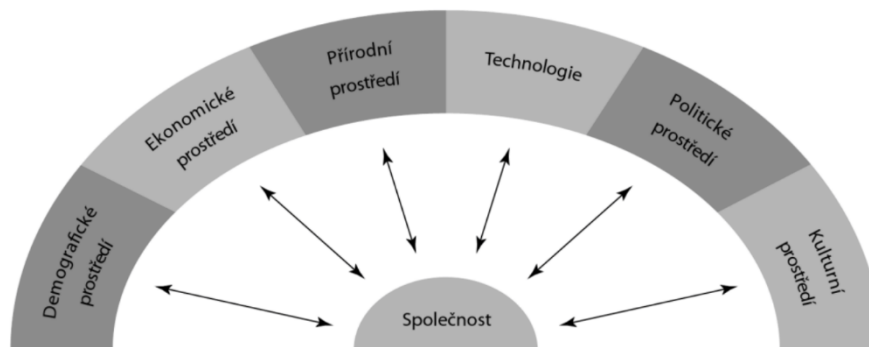 Demografické
prostředí
Ekonomické
prostředí
Přírodní
prostředí
Technologie
Politické
prostředí
Kulturní
prostředí
Společnost